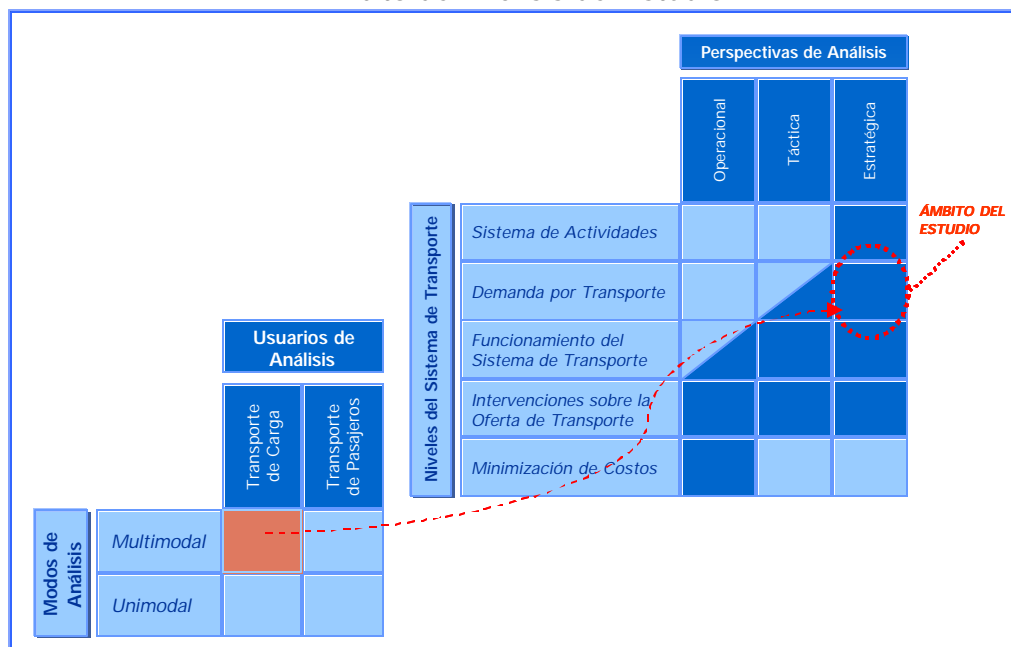 Perspectivas de Análisis
Operacional
Táctica
Estratégica
Niveles del Sistema de Transporte
Sistema de Actividades
Demanda por Transporte
Funcionamiento del
Sistema de Transporte
Intervenciones sobre la
Oferta de Transporte
Minimización de Costos
ÁMBITO DEL
ESTUDIO
Usuarios de
Análisis
Transporte
de Carga
Transporte
de Pasajeros
Modos de
Análisis
Multimodal
Unimodal